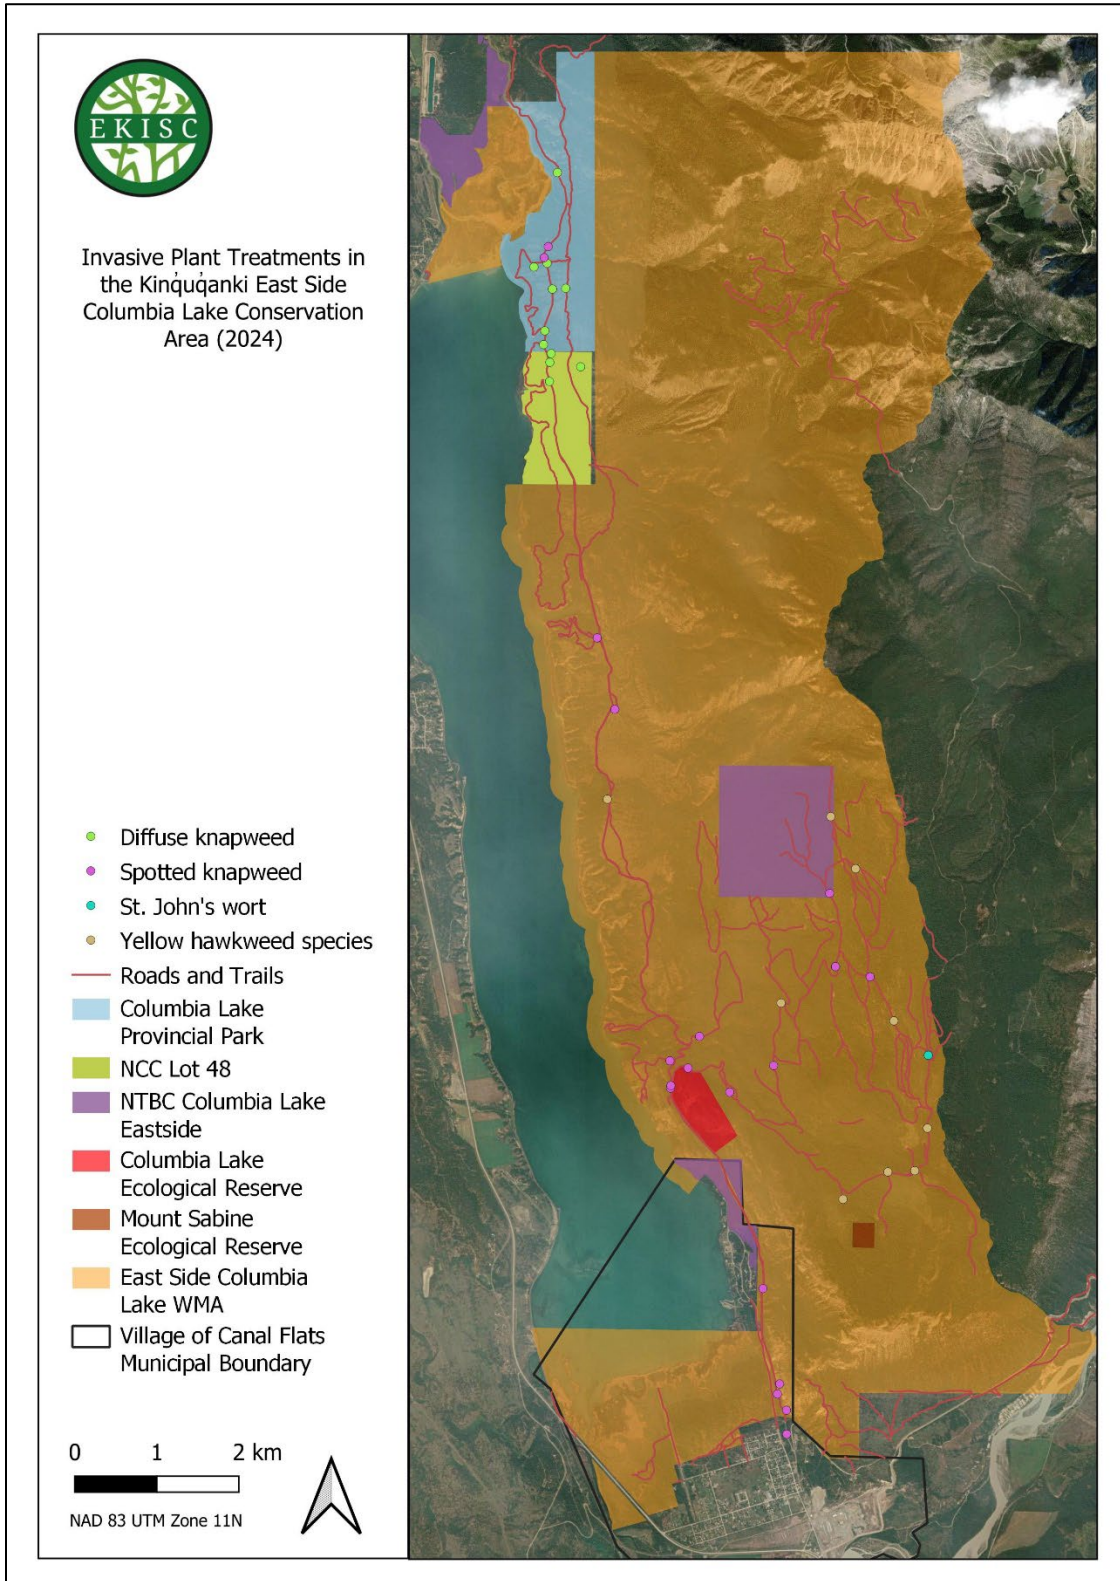 EKISC
Invasive Plant Treatments in
the Kin̓q̓uq̓anki East Side
Columbia Lake Conservation
Area (2024)
Diffuse knapweed
Spotted knapweed
St. John's wort
Yellow hawkweed species
Roads and Trails
Columbia Lake
Provincial Park
NCC Lot 48
NTBC Columbia Lake
Eastside
Columbia Lake
Ecological Reserve
Mount Sabine
Ecological Reserve
East Side Columbia
Lake WMA
Village of Canal Flats
Municipal Boundary
0 1 2 km
NAD 83 UTM Zone 11N